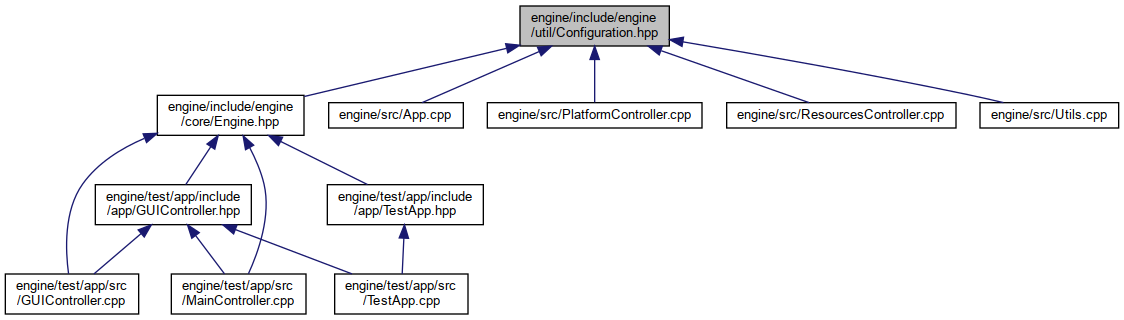 engine/include/engine
/util/Configuration.hpp
engine/include/engine
/core/Engine.hpp
engine/src/App.cpp
engine/src/PlatformController.cpp
engine/src/ResourcesController.cpp
engine/src/Utils.cpp
engine/test/app/include
/app/GUIController.hpp
engine/test/app/include
/app/TestApp.hpp
engine/test/app/src
/GUIController.cpp
engine/test/app/src
/MainController.cpp
engine/test/app/src
/TestApp.cpp